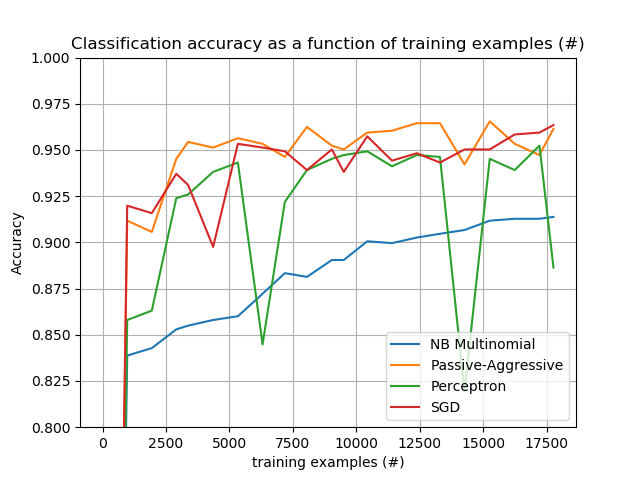 Classification accuracy as a function of training examples (#)
1.000
0.975
0.950
0.925
0.900
0.875
0.850
0.825
0.800
Accuracy
NB Multinomial
Passive-Aggressive
Perceptron
SGD
0 2500 5000 7500 10000 12500 15000 17500
training examples (#)